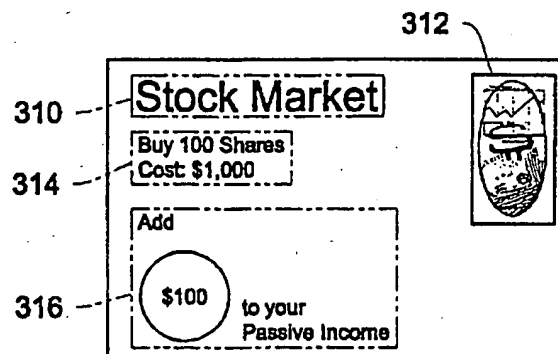 312
310
Stock Market
314
Buy 100 Shares
Cost: $1,000
Add
316
$100
to your
Passive Income